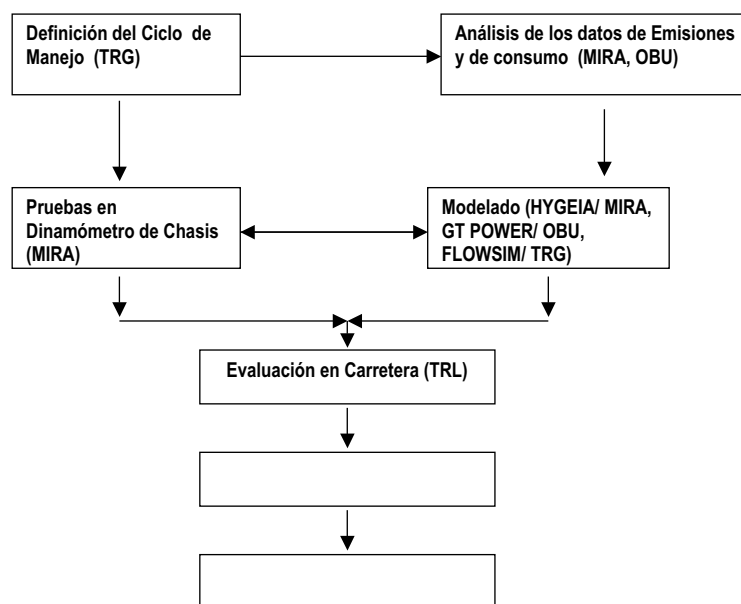 Definición del Ciclo de
Manejo (TRG)
Análisis de los datos de Emisiones
y de consumo (MIRA, OBU)
Pruebas en
Dinamómetro de Chasis
(MIRA)
Modelado (HYGEIA/ MIRA,
GT POWER/ OBU,
FLOWSIM/ TRG)
Evaluación en Carretera (TRL)